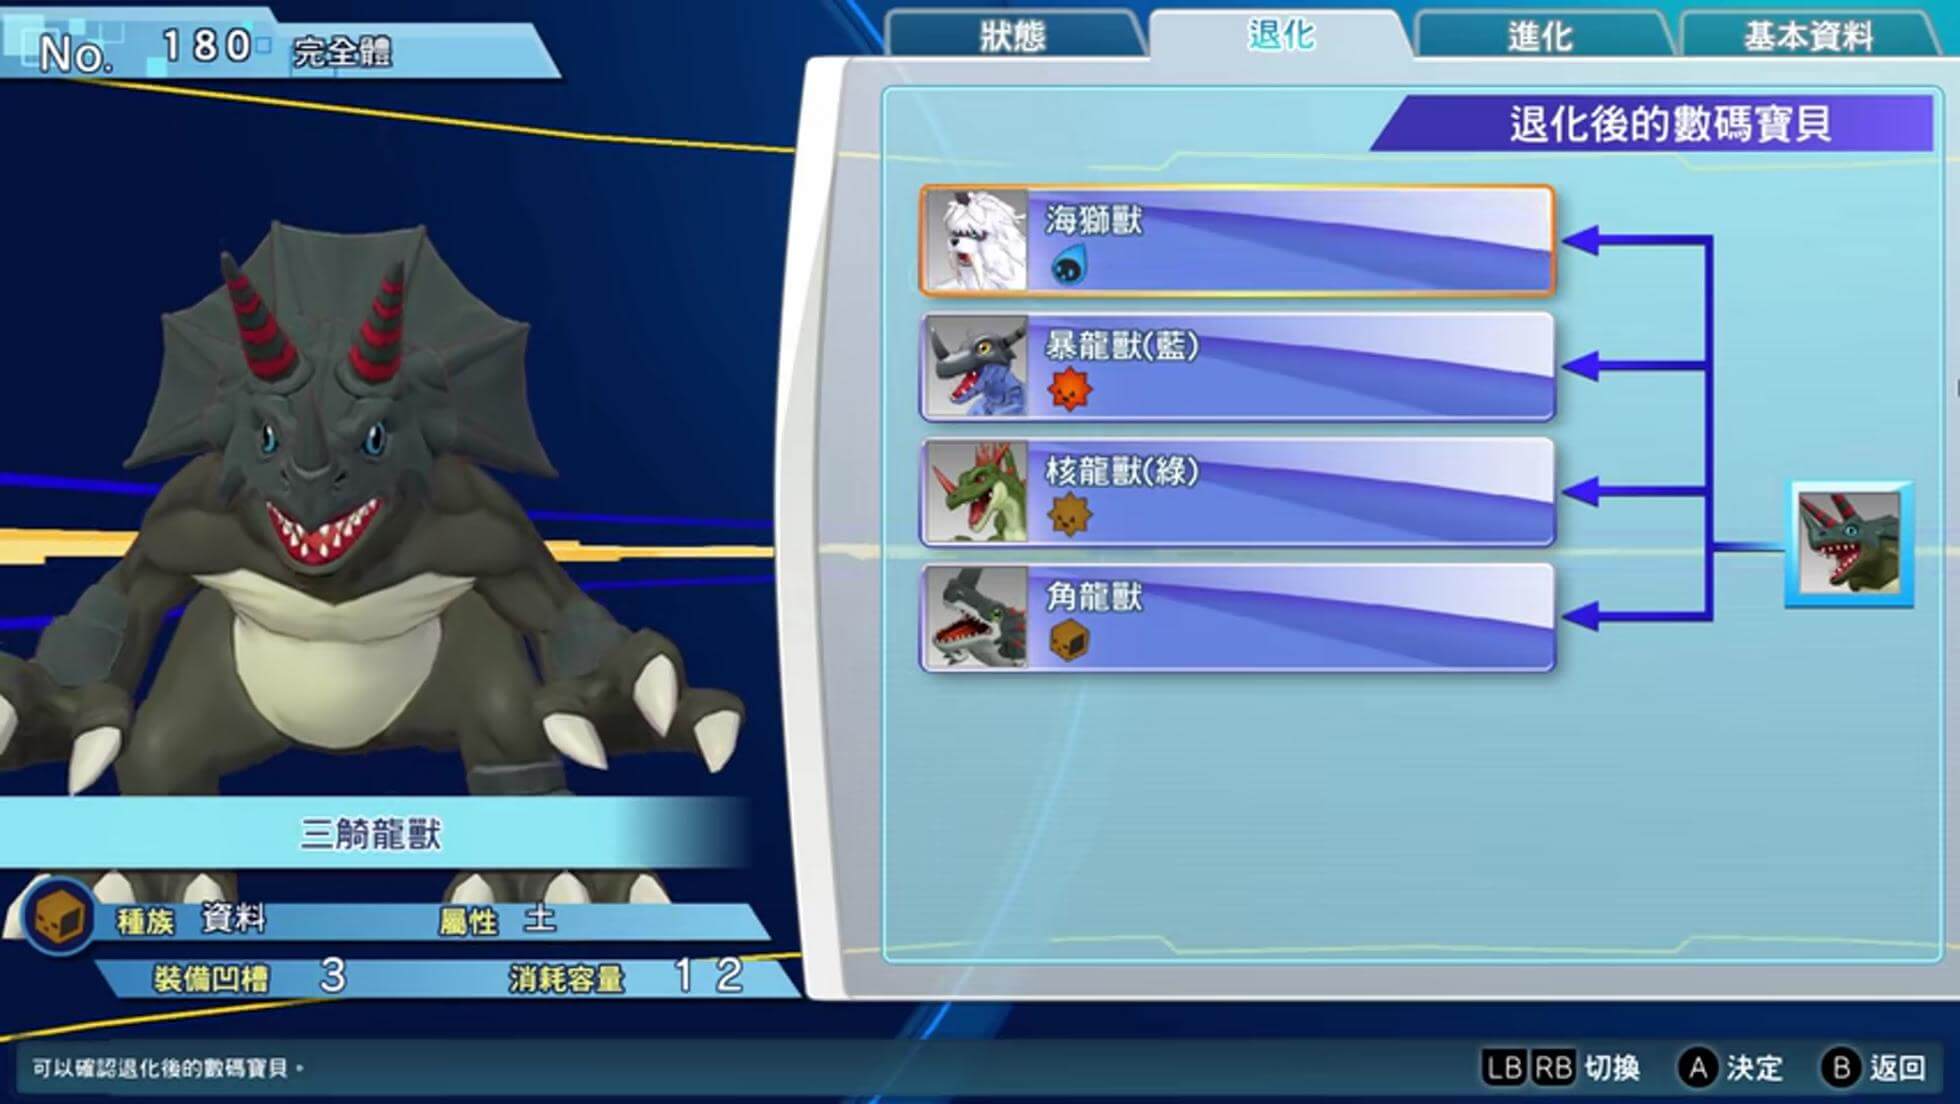 No. 180 完全體
狀態 退化 進化 基本資料
退化後的數碼寶貝
海獅獸
暴龍獸(藍)
核龍獸(綠)
角龍獸
三觭龍獸
種族 資料 屬性 土
裝備凹槽 3 消耗容量 12
可以確認退化後的數碼寶貝。
LB RB 切換 A 決定 B 返回